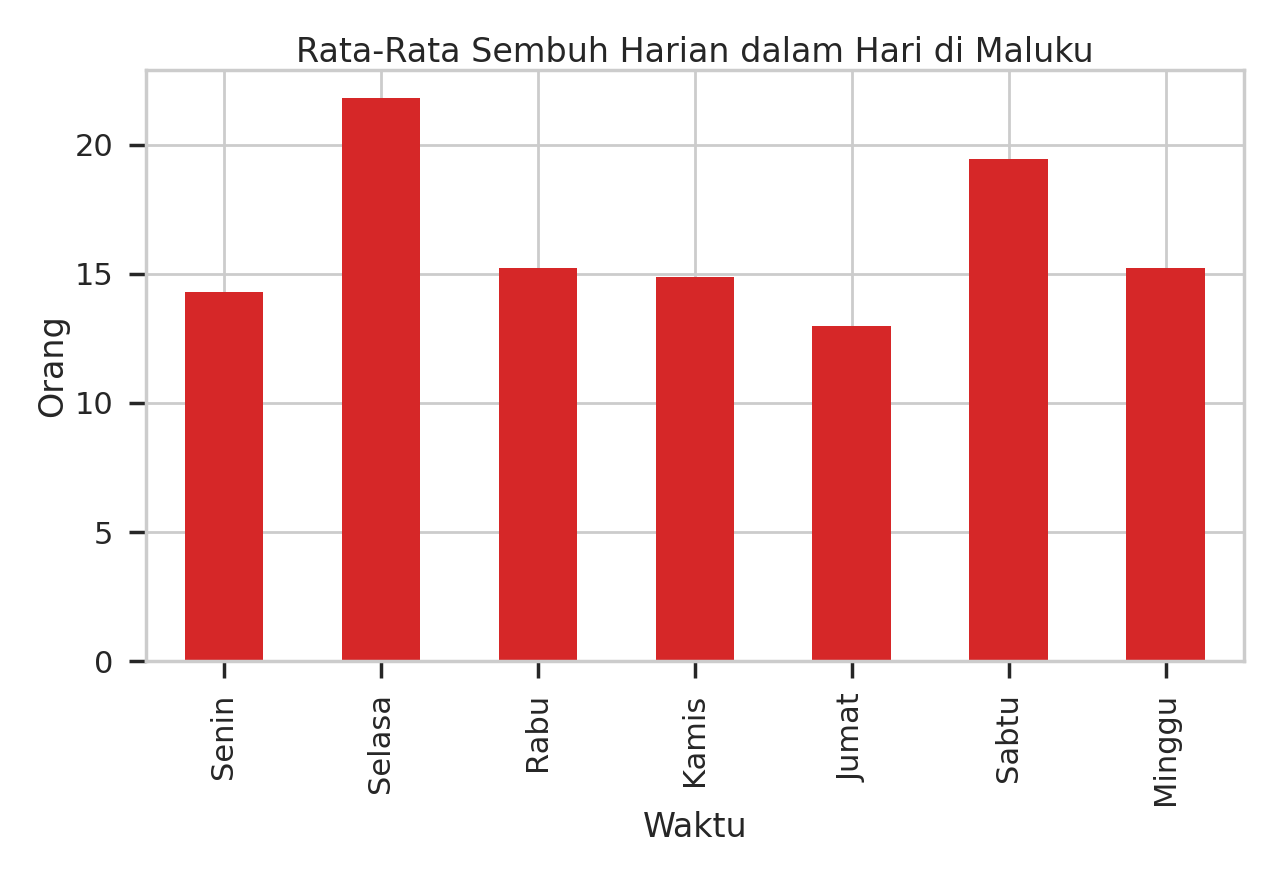 Rata-Rata Sembuh Harian dalam Hari di Maluku
Orang
20
15
10
5
0
Senin
Selasa
Rabu
Kamis
Jumat
Sabtu
Minggu
Waktu